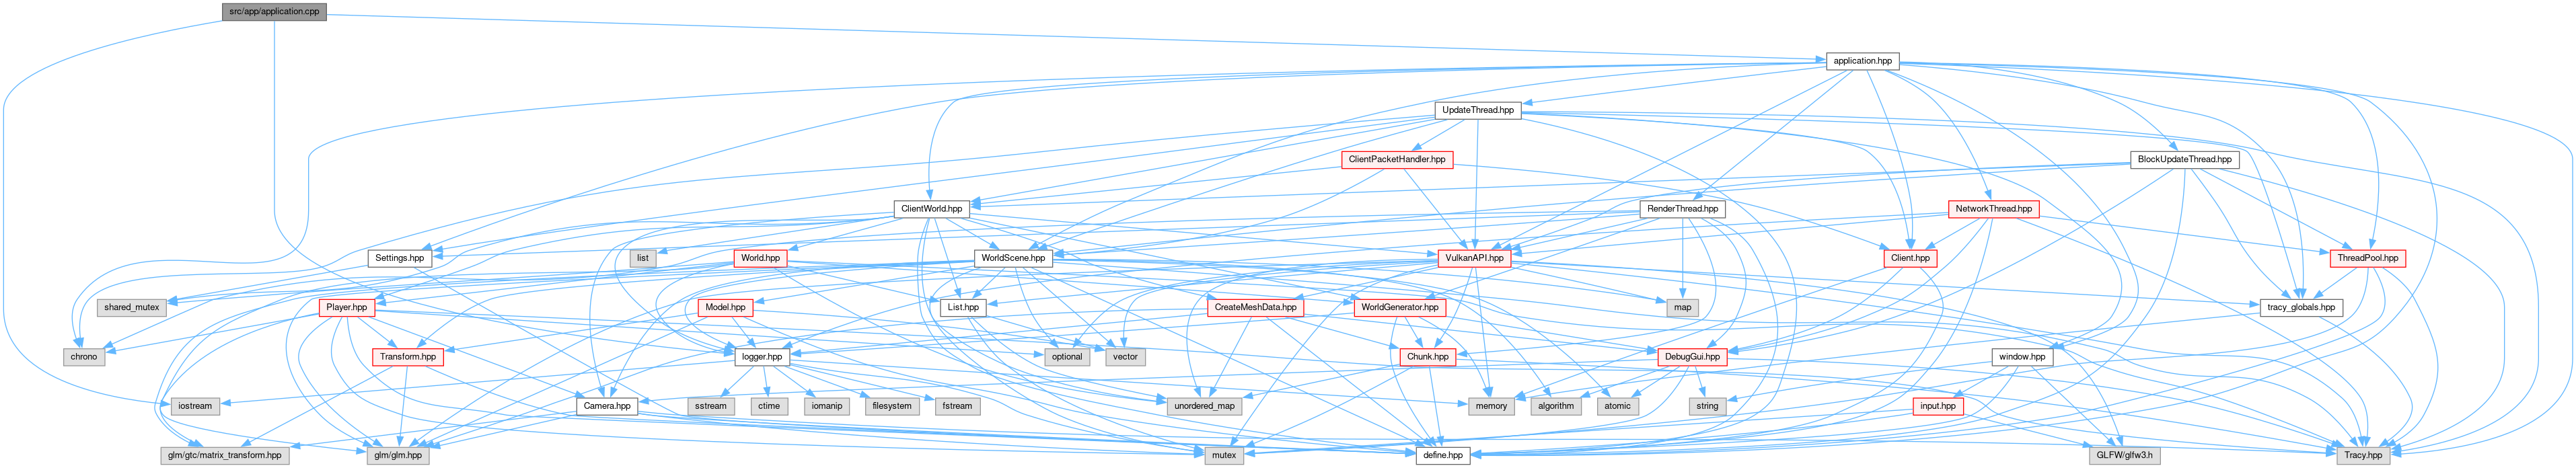 src/app/application.cpp
application.hpp
UpdateThread.hpp
ClientPacketHandler.hpp
BlockUpdateThread.hpp
ClientWorld.hpp
RenderThread.hpp
NetworkThread.hpp
Settings.hpp
list
World.hpp
WorldScene.hpp
VulkanAPI.hpp
Client.hpp
ThreadPool.hpp
shared_mutex
Player.hpp
Model.hpp
List.hpp
CreateMeshData.hpp
WorldGenerator.hpp
map
tracy_globals.hpp
chrono
Transform.hpp
logger.hpp
optional
vector
Chunk.hpp
DebugGui.hpp
window.hpp
iostream
Camera.hpp
sstream
ctime
iomanip
filesystem
fstream
unordered_map
memory
algorithm
atomic
string
input.hpp
glm/gtc/matrix_transform.hpp
glm/glm.hpp
mutex
define.hpp
GLFW/glfw3.h
Tracy.hpp